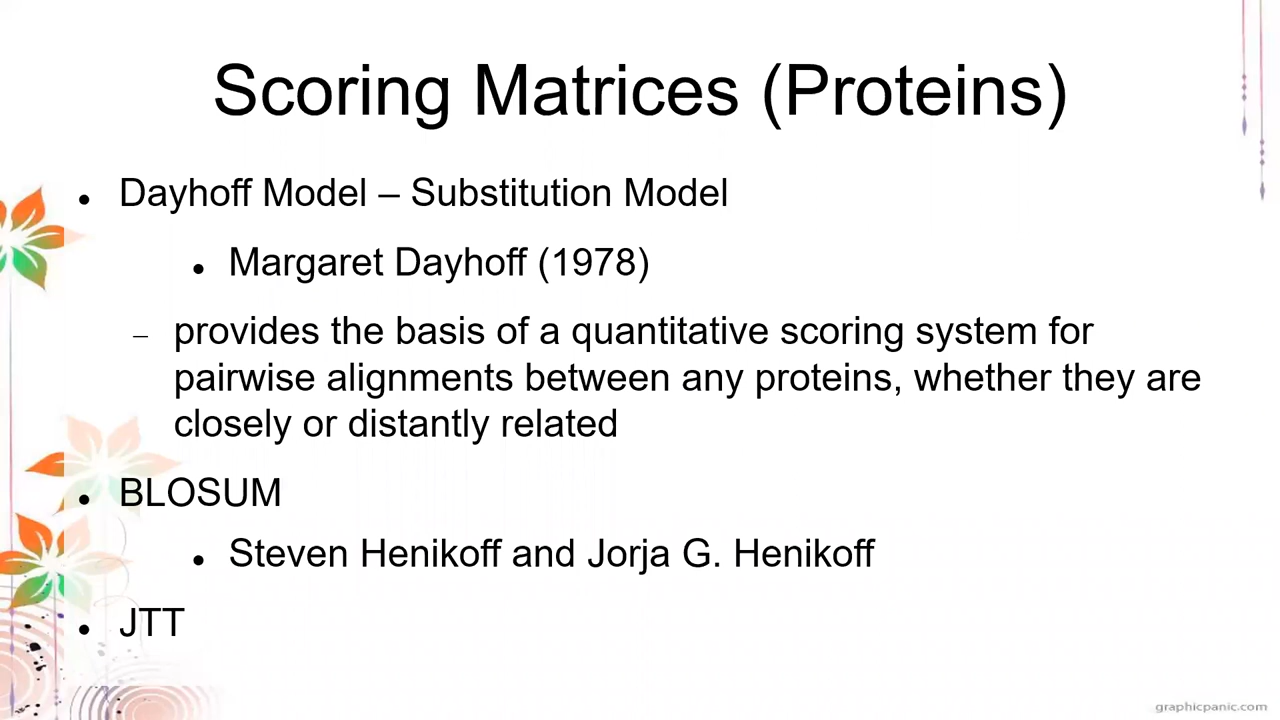 Scoring Matrices (Proteins)
● Dayhoff Model – Substitution Model
● Margaret Dayhoff (1978)
– provides the basis of a quantitative scoring system for
pairwise alignments between any proteins, whether they are
closely or distantly related
● BLOSUM
● Steven Henikoff and Jorja G. Henikoff
● JTT
graphicpanic.com